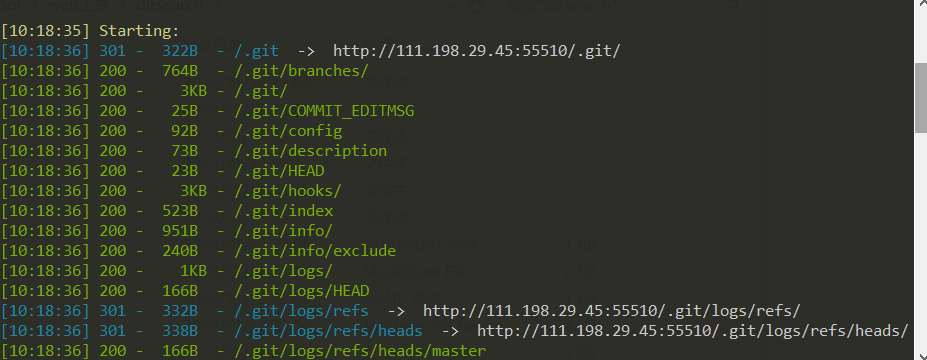 [10:18:35] Starting:
[10:18:36] 301 -  322B  - /.git  ->  http://111.198.29.45:55510/.git/
[10:18:36] 200 -  764B  - /.git/branches/
[10:18:36] 200 -    3KB - /.git/
[10:18:36] 200 -   25B  - /.git/COMMIT_EDITMSG
[10:18:36] 200 -   92B  - /.git/config
[10:18:36] 200 -   73B  - /.git/description
[10:18:36] 200 -   23B  - /.git/HEAD
[10:18:36] 200 -    3KB - /.git/hooks/
[10:18:36] 200 -  523B  - /.git/index
[10:18:36] 200 -  951B  - /.git/info/
[10:18:36] 200 -  240B  - /.git/info/exclude
[10:18:36] 200 -    1KB - /.git/logs/
[10:18:36] 200 -  166B  - /.git/logs/HEAD
[10:18:36] 301 -  332B  - /.git/logs/refs  ->  http://111.198.29.45:55510/.git/logs/refs/
[10:18:36] 301 -  338B  - /.git/logs/refs/heads  ->  http://111.198.29.45:55510/.git/logs/refs/heads/
[10:18:36] 200 -  166B  - /.git/logs/refs/heads/master